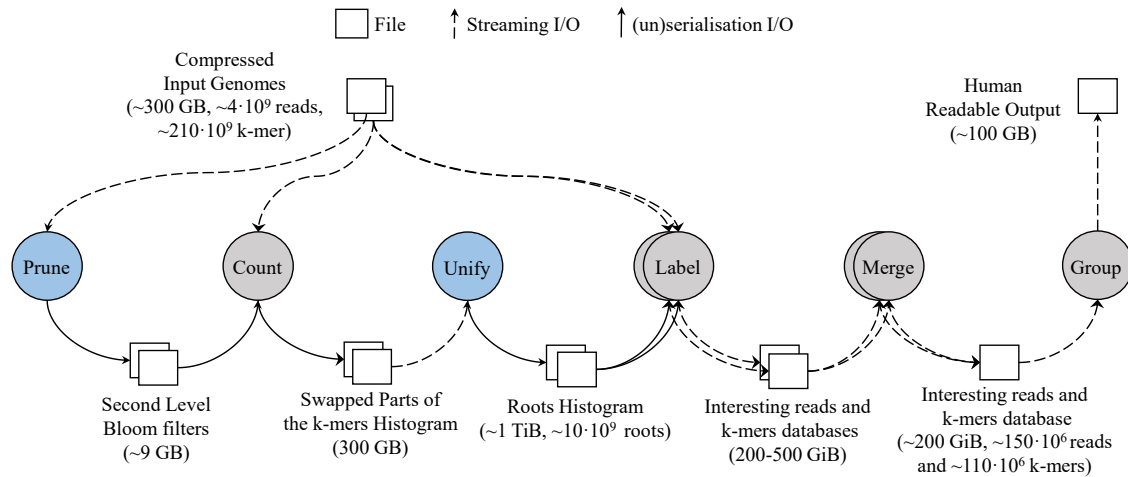 File
Streaming I/O
(un)serialisation I/O
Compressed
Input Genomes
(~300 GB, ~4·10⁹ reads,
~210·10⁹ k-mer)
Human
Readable Output
(~100 GB)
Prune
Count
Unify
Label
Merge
Group
Second Level
Bloom filters
(~9 GB)
Swapped Parts of
the k-mers Histogram
(300 GB)
Roots Histogram
(~1 TiB, ~10·10⁹ roots)
Interesting reads and
k-mers databases
(200-500 GiB)
Interesting reads and
k-mers database
(~200 GiB, ~150·10⁶ reads
and ~110·10⁶ k-mers)